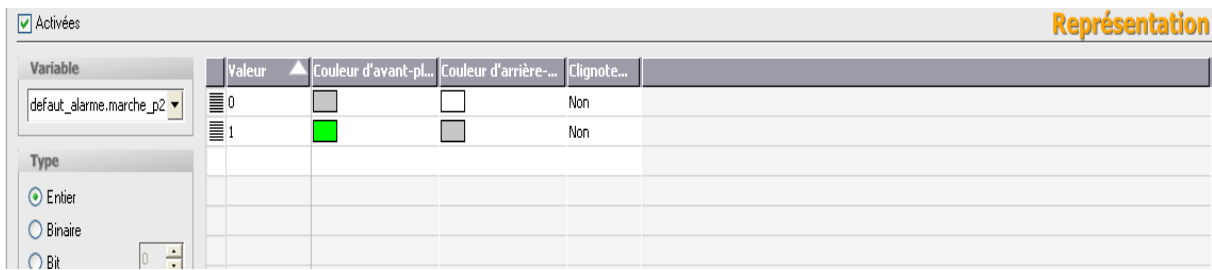 Activées
Représentation
Variable
Valeur Couleur d'avant-pl... Couleur d'arrière-... Clignote...
defaut_alarme.marche_p2
0 Non
1 Non
Type
Entier
Binaire
Bit 0